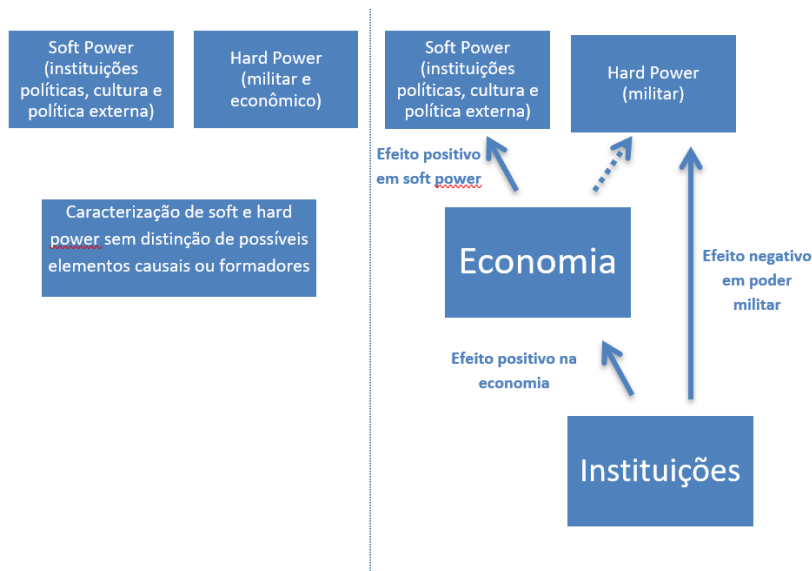 Soft Power
(instituições
políticas, cultura e
política externa)
Hard Power
(militar e
econômico)
Caracterização de soft e hard
power sem distinção de possíveis
elementos causais ou formadores
Soft Power
(instituições
políticas, cultura e
política externa)
Hard Power
(militar)
Efeito positivo
em soft power
Economia
Efeito negativo
em poder
militar
Efeito positivo na
economia
Instituições